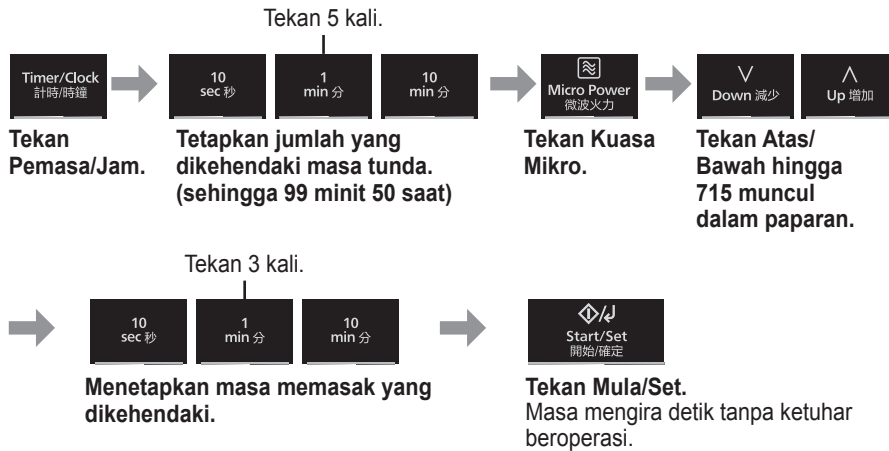 Tekan 5 kali.
Timer/Clock
計時/時鐘
10
sec 秒
1
min 分
10
min 分
Micro Power
微波火力
Down 減少
Up 增加
Tekan
Pemasa/Jam.
Tetapkan jumlah yang
dikehendaki masa tunda.
(sehingga 99 minit 50 saat)
Tekan Kuasa
Mikro.
Tekan Atas/
Bawah hingga
715 muncul
dalam paparan.
Tekan 3 kali.
10
sec 秒
1
min 分
10
min 分
Start/Set
開始/確定
Menetapkan masa memasak yang
dikehendaki.
Tekan Mula/Set.
Masa mengira detik tanpa ketuhar
beroperasi.